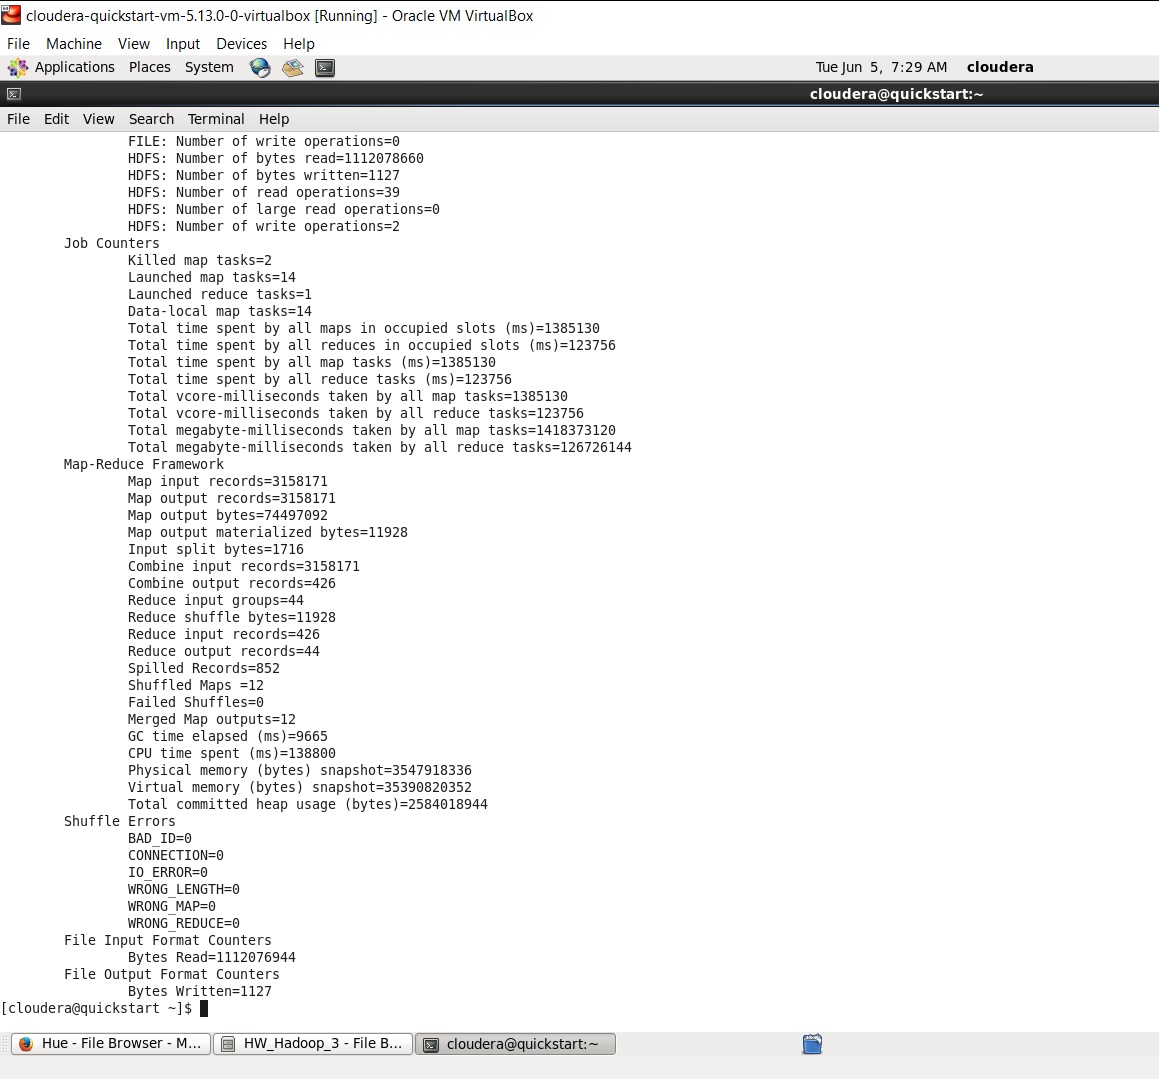 cloudera-quickstart-vm-5.13.0-0-virtualbox [Running] - Oracle VM VirtualBox
File Machine View Input Devices Help
Applications Places System Tue Jun 5, 7:29 AM cloudera
cloudera@quickstart:~
File Edit View Search Terminal Help
FILE: Number of write operations=0
HDFS: Number of bytes read=1112078660
HDFS: Number of bytes written=1127
HDFS: Number of read operations=39
HDFS: Number of large read operations=0
HDFS: Number of write operations=2
Job Counters
Killed map tasks=2
Launched map tasks=14
Launched reduce tasks=1
Data-local map tasks=14
Total time spent by all maps in occupied slots (ms)=1385130
Total time spent by all reduces in occupied slots (ms)=123756
Total time spent by all map tasks (ms)=1385130
Total time spent by all reduce tasks (ms)=123756
Total vcore-milliseconds taken by all map tasks=1385130
Total vcore-milliseconds taken by all reduce tasks=123756
Total megabyte-milliseconds taken by all map tasks=1418373120
Total megabyte-milliseconds taken by all reduce tasks=126726144
Map-Reduce Framework
Map input records=3158171
Map output records=3158171
Map output bytes=74497092
Map output materialized bytes=11928
Input split bytes=1716
Combine input records=3158171
Combine output records=426
Reduce input groups=44
Reduce shuffle bytes=11928
Reduce input records=426
Reduce output records=44
Spilled Records=852
Shuffled Maps =12
Failed Shuffles=0
Merged Map outputs=12
GC time elapsed (ms)=9665
CPU time spent (ms)=138800
Physical memory (bytes) snapshot=3547918336
Virtual memory (bytes) snapshot=35390820352
Total committed heap usage (bytes)=2584018944
Shuffle Errors
BAD_ID=0
CONNECTION=0
IO_ERROR=0
WRONG_LENGTH=0
WRONG_MAP=0
WRONG_REDUCE=0
File Input Format Counters
Bytes Read=1112076944
File Output Format Counters
Bytes Written=1127
[cloudera@quickstart ~]$
Hue - File Browser - M... HW_Hadoop_3 - File B... cloudera@quickstart:~